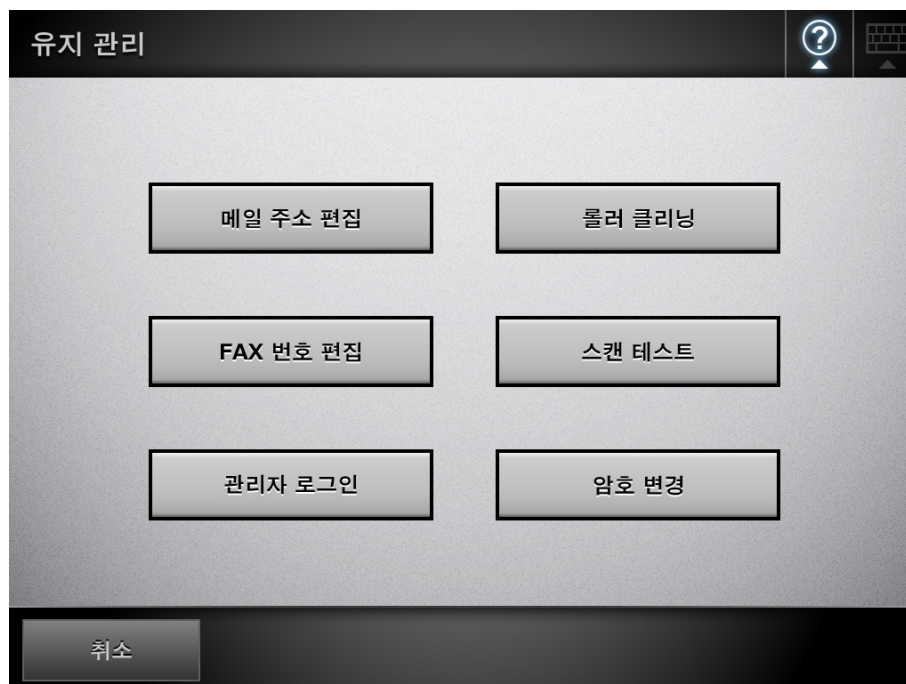 유지 관리
?
메일 주소 편집
롤러 클리닝
FAX 번호 편집
스캔 테스트
관리자 로그인
암호 변경
취소